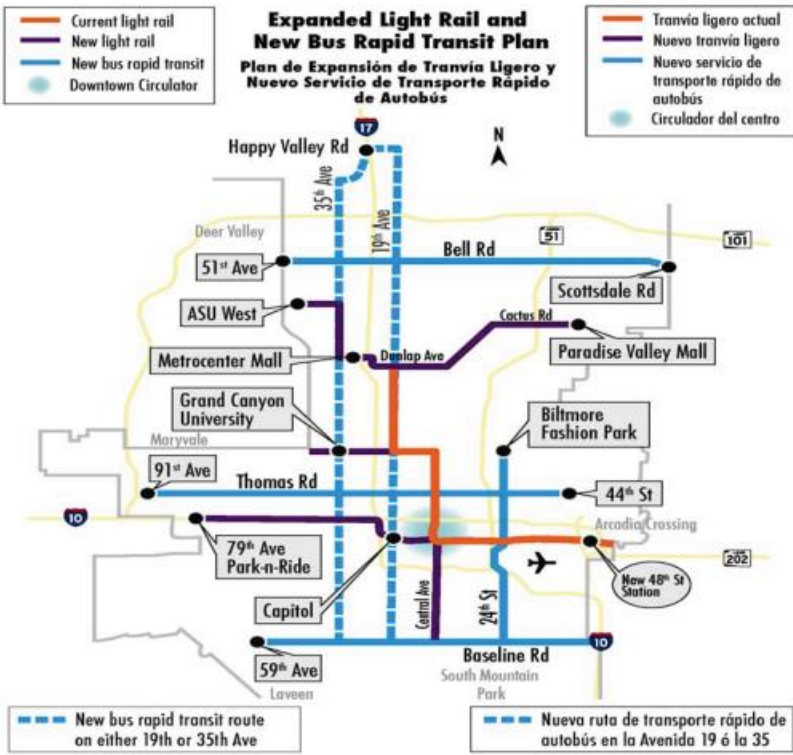 Current light rail
New light rail
New bus rapid transit
Downtown Circulator
Expanded Light Rail and
New Bus Rapid Transit Plan
Plan de Expansión de Tranvía Ligero y
Nuevo Servicio de Transporte Rápido
de Autobús
Tranvía ligero actual
Nuevo tranvía ligero
Nuevo servicio de
transporte rápido de
autobús
Circulador del centro
17
Happy Valley Rd
N
35th Ave
19th Ave
Deer Valley
51
101
51st Ave
Bell Rd
Scottsdale Rd
ASU West
Cactus Rd
Metrocenter Mall
Dunlap Ave
Paradise Valley Mall
Grand Canyon
University
Biltmore
Fashion Park
Maryvale
91st Ave
Thomas Rd
44th St
10
Arcadia Crossing
79th Ave
Park-n-Ride
202
New 48th St
Station
Capitol
Central Ave
24th St
10
59th Ave
Baseline Rd
South Mountain
Park
Laveen
New bus rapid transit route
on either 19th or 35th Ave
Nueva ruta de transporte rápido de
autobús en la Avenida 19 ó la 35